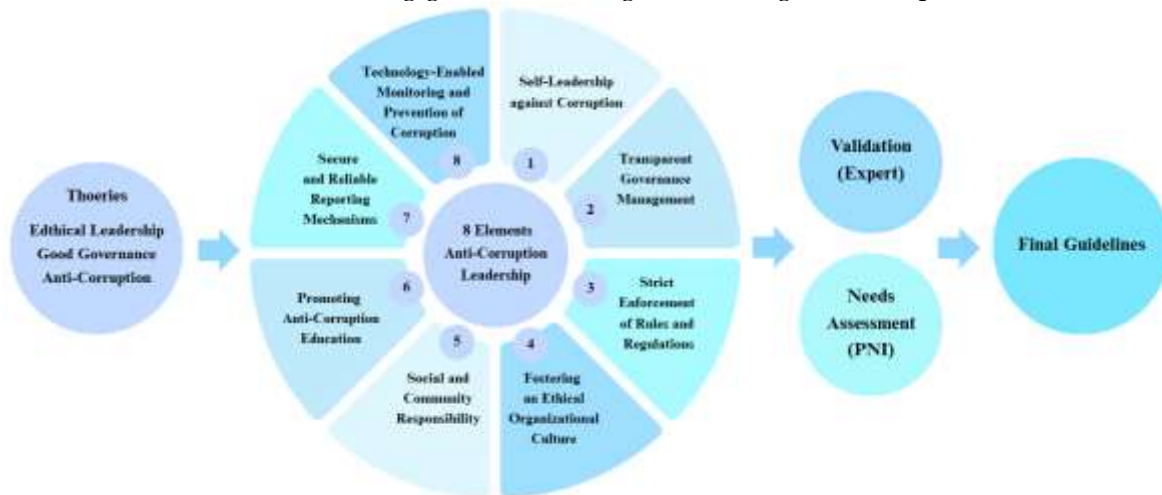 Thoeries
Edthical Leadership
Good Governance
Anti-Corruption
8 Elements
Anti-Corruption
Leadership
1
Self-Leadership
against Corruption
2
Transparent
Governance
Management
3
Strict
Enforcement
of Rules and
Regulations
4
Fostering
an Ethical
Organizational
Culture
5
Social and
Community
Responsibility
6
Promoting
Anti-Corruption
Education
7
Secure
and Reliable
Reporting
Mechanisms
8
Technology-Enabled
Monitoring and
Prevention of
Corruption
Validation
(Expert)
Needs
Assessment
(PNI)
Final Guidelines